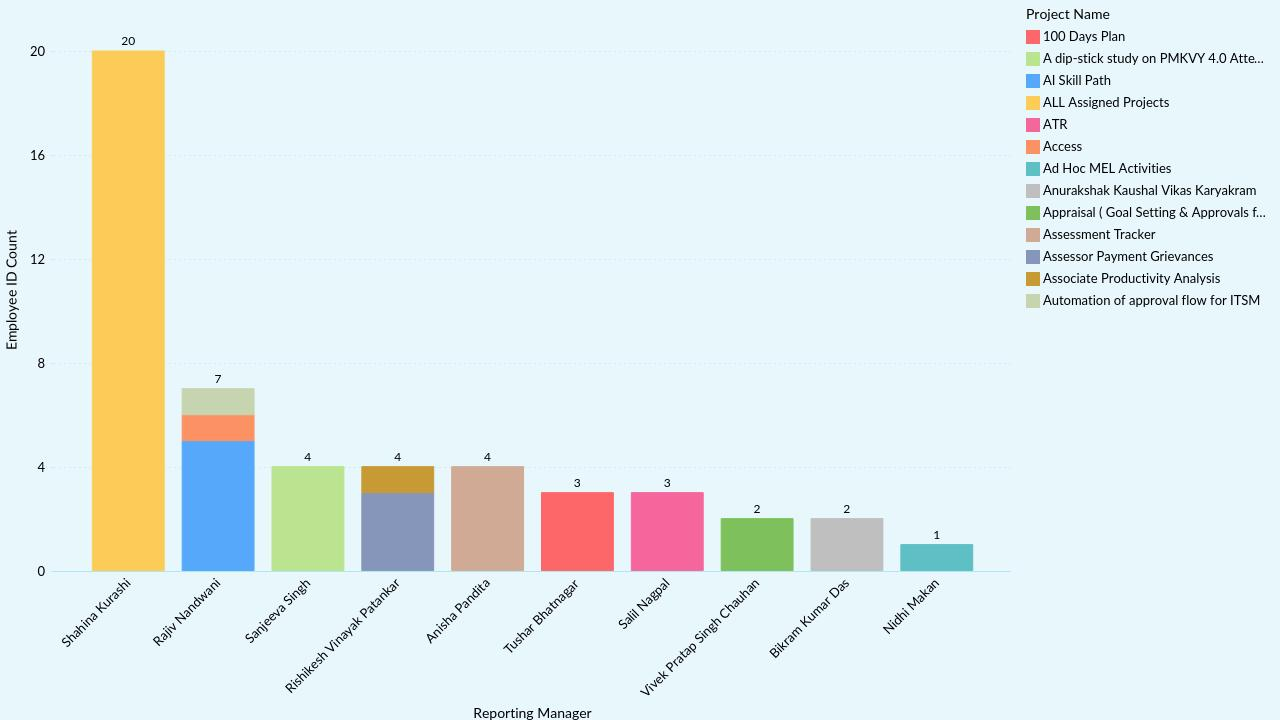 Project Name
100 Days Plan
A dip-stick study on PMKVY 4.0 Atte...
AI Skill Path
ALL Assigned Projects
ATR
Access
Ad Hoc MEL Activities
Anurakshak Kaushal Vikas Karyakram
Appraisal ( Goal Setting & Approvals f...
Assessment Tracker
Assessor Payment Grievances
Associate Productivity Analysis
Automation of approval flow for ITSM
Employee ID Count
20
16
12
8
4
0
20
7
4
4
4
3
3
2
2
1
Shahina Kurashi
Rajiv Nandwani
Sanjeeva Singh
Rishikesh Vinayak Patankar
Anisha Pandita
Tushar Bhatnagar
Salil Nagpal
Vivek Pratap Singh Chauhan
Bikram Kumar Das
Nidhi Makan
Reporting Manager